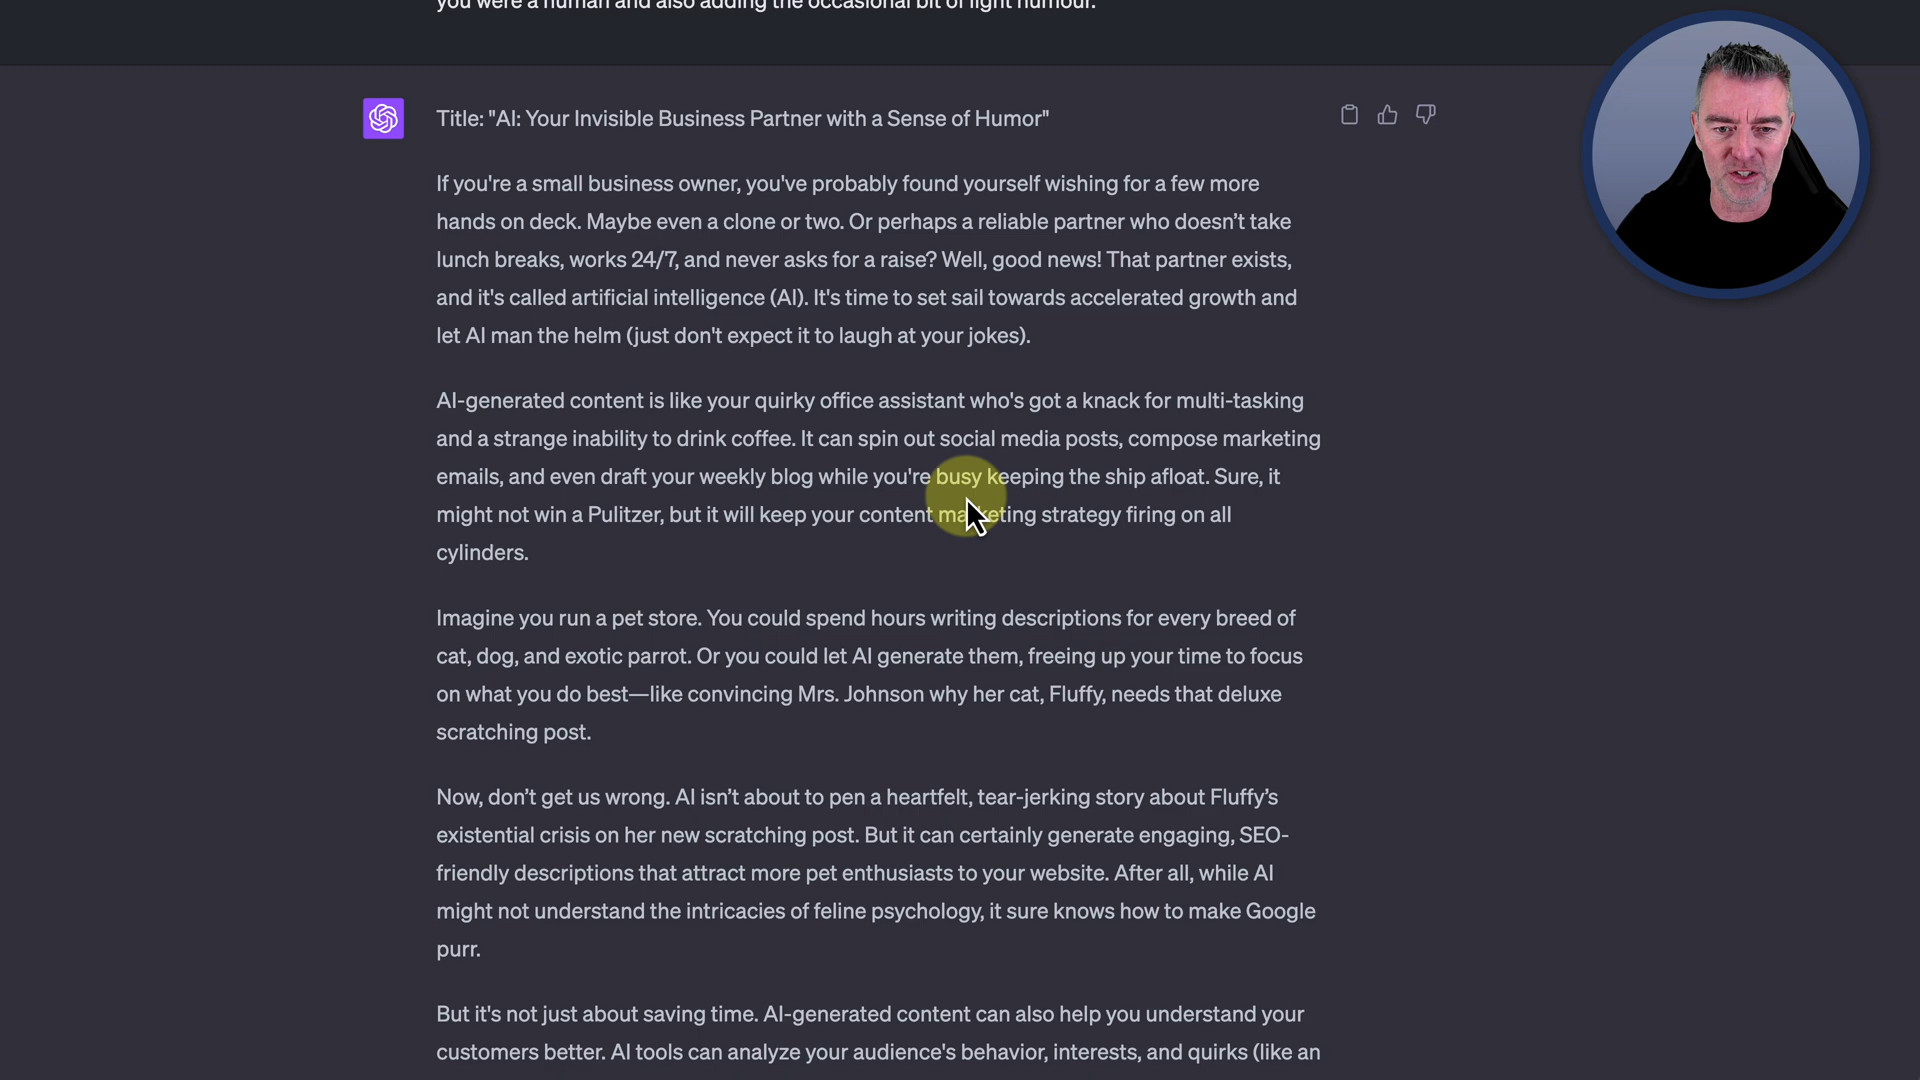 you were a human and also adding the occasional bit of light humour.
Title: "AI: Your Invisible Business Partner with a Sense of Humor"
If you're a small business owner, you've probably found yourself wishing for a few more
hands on deck. Maybe even a clone or two. Or perhaps a reliable partner who doesn’t take
lunch breaks, works 24/7, and never asks for a raise? Well, good news! That partner exists,
and it's called artificial intelligence (AI). It's time to set sail towards accelerated growth and
let AI man the helm (just don't expect it to laugh at your jokes).
AI-generated content is like your quirky office assistant who's got a knack for multi-tasking
and a strange inability to drink coffee. It can spin out social media posts, compose marketing
emails, and even draft your weekly blog while you're busy keeping the ship afloat. Sure, it
might not win a Pulitzer, but it will keep your content marketing strategy firing on all
cylinders.
Imagine you run a pet store. You could spend hours writing descriptions for every breed of
cat, dog, and exotic parrot. Or you could let AI generate them, freeing up your time to focus
on what you do best—like convincing Mrs. Johnson why her cat, Fluffy, needs that deluxe
scratching post.
Now, don’t get us wrong. AI isn’t about to pen a heartfelt, tear-jerking story about Fluffy’s
existential crisis on her new scratching post. But it can certainly generate engaging, SEO-
friendly descriptions that attract more pet enthusiasts to your website. After all, while AI
might not understand the intricacies of feline psychology, it sure knows how to make Google
purr.
But it's not just about saving time. AI-generated content can also help you understand your
customers better. AI tools can analyze your audience's behavior, interests, and quirks (like an